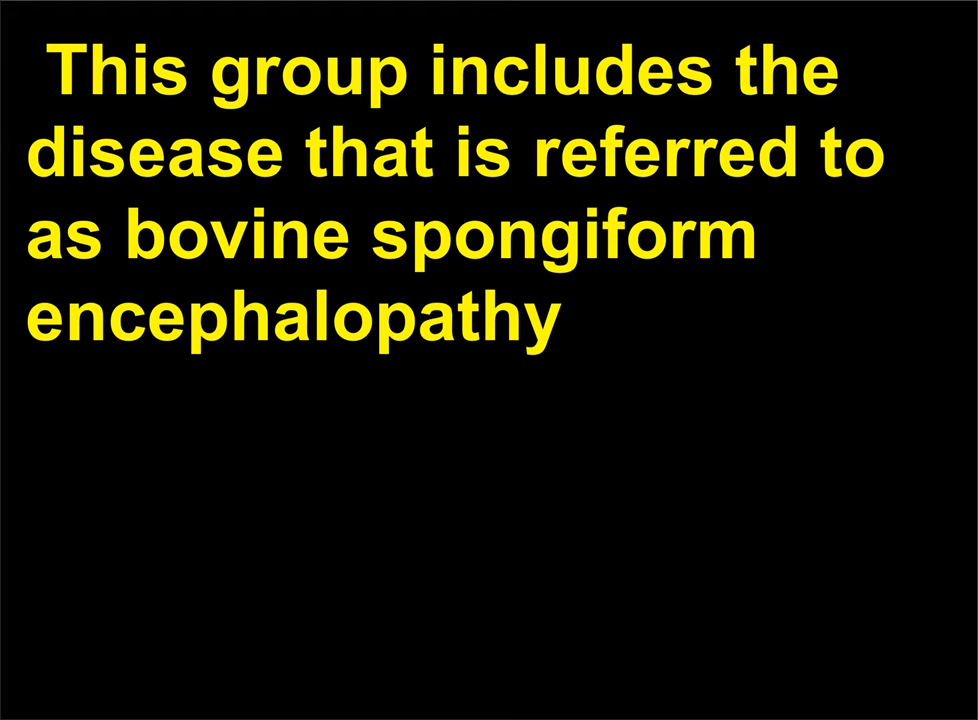 This group includes the
disease that is referred to
as bovine spongiform
encephalopathy